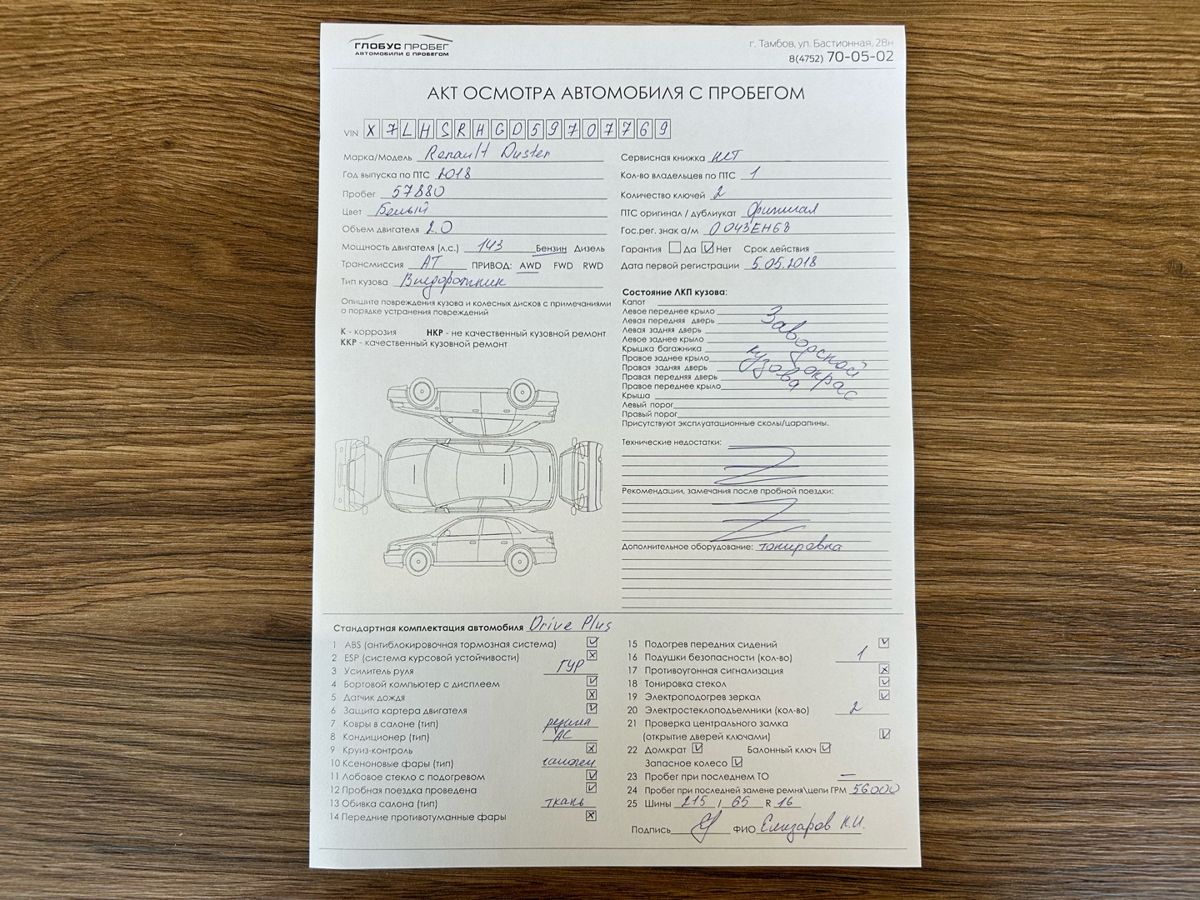 ГЛОБУС ПРОБЕГ
АВТОМОБИЛИ С ПРОБЕГОМ
г. Тамбов, ул. Бастионная, 28н
8(4752) 70-05-02
АКТ ОСМОТРА АВТОМОБИЛЯ С ПРОБЕГОМ
VIN X7LHSRHGD59707769
Марка/Модель Renault Duster
Год выпуска по ПТС 2018
Пробег 57880
Цвет Белый
Объем двигателя 2.0
Мощность двигателя (л.с.) 143 Бензин Дизель
Трансмиссия АТ ПРИВОД: AWD FWD RWD
Тип кузова Внедорожник
Опишите повреждения кузова и колесных дисков с примечаниями
о порядке устранения повреждений
К - коррозия НКР - не качественный кузовной ремонт
ККР - качественный кузовной ремонт
Сервисная книжка нет
Кол-во владельцев по ПТС 1
Количество ключей 2
ПТС оригинал / дубликат Оригинал
Гос.рег. знак а/м О043ЕН68
Гарантия Да Нет Срок действия
Дата первой регистрации 5.05.2018
Состояние ЛКП кузова:
Капот
Левое переднее крыло
Левая передняя дверь
Левая задняя дверь
Левое заднее крыло
Крышка багажника
Правое заднее крыло
Правая задняя дверь
Правая передняя дверь
Правое переднее крыло
Крыша
Левый порог
Правый порог
Заводской
окрас
кузова
Присутствуют эксплуатационные сколы/царапины.
Технические недостатки:
Рекомендации, замечания после пробной поездки:
Дополнительное оборудование: тонировка
Стандартная комплектация автомобиля Drive Plus
1 ABS (антиблокировочная тормозная система)
2 ESP (система курсовой устойчивости)
3 Усилитель руля ГУР
4 Бортовой компьютер с дисплеем
5 Датчик дождя
6 Защита картера двигателя
7 Ковры в салоне (тип) резина
8 Кондиционер (тип) АС
9 Круиз-контроль
10 Ксеноновые фары (тип) галоген
11 Лобовое стекло с подогревом
12 Пробная поездка проведена
13 Обивка салона (тип) ткань
14 Передние противотуманные фары
15 Подогрев передних сидений
16 Подушки безопасности (кол-во) 1
17 Противоугонная сигнализация
18 Тонировка стекол
19 Электроподогрев зеркал
20 Электростеклоподъемники (кол-во) 2
21 Проверка центрального замка
(открытие дверей ключами)
22 Домкрат Балонный ключ
Запасное колесо
23 Пробег при последнем ТО —
24 Пробег при последней замене ремня\цепи ГРМ 56000
25 Шины 215 / 65 R 16
Подпись ФИО Елизаров Н.И.